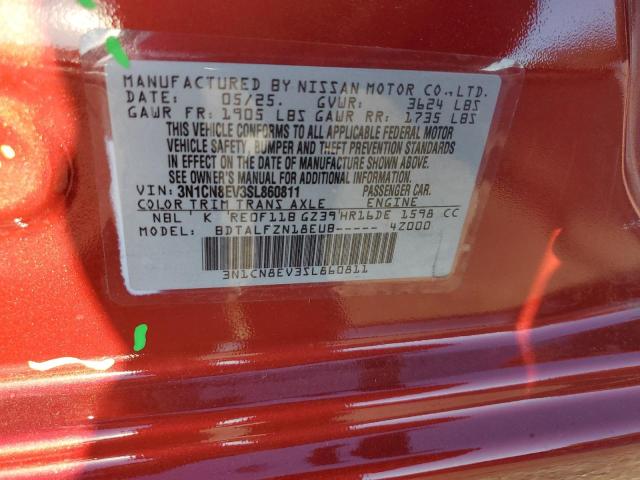 MANUFACTURED BY NISSAN MOTOR CO.,LTD.
DATE: 05/25. GVWR: 3624 LBS
GAWR FR: 1905 LBS GAWR RR: 1735 LBS
THIS VEHICLE CONFORMS TO ALL APPLICABLE FEDERAL MOTOR
VEHICLE SAFETY, BUMPER AND THEFT PREVENTION STANDARDS
IN EFFECT ON THE DATE OF MANUFACTURE SHOWN ABOVE.
SEE OWNER'S MANUAL FOR ADDITIONAL INFORMATION
VIN: 3N1CN8EV3SL860811 PASSENGER CAR.
COLOR TRIM TRANS AXLE ENGINE
NBL K RE0F11B GZ39 HR16DE 1598 CC
MODEL: BDTALFZN18EUB----- 4Z000
3N1CN8EV3SL860811